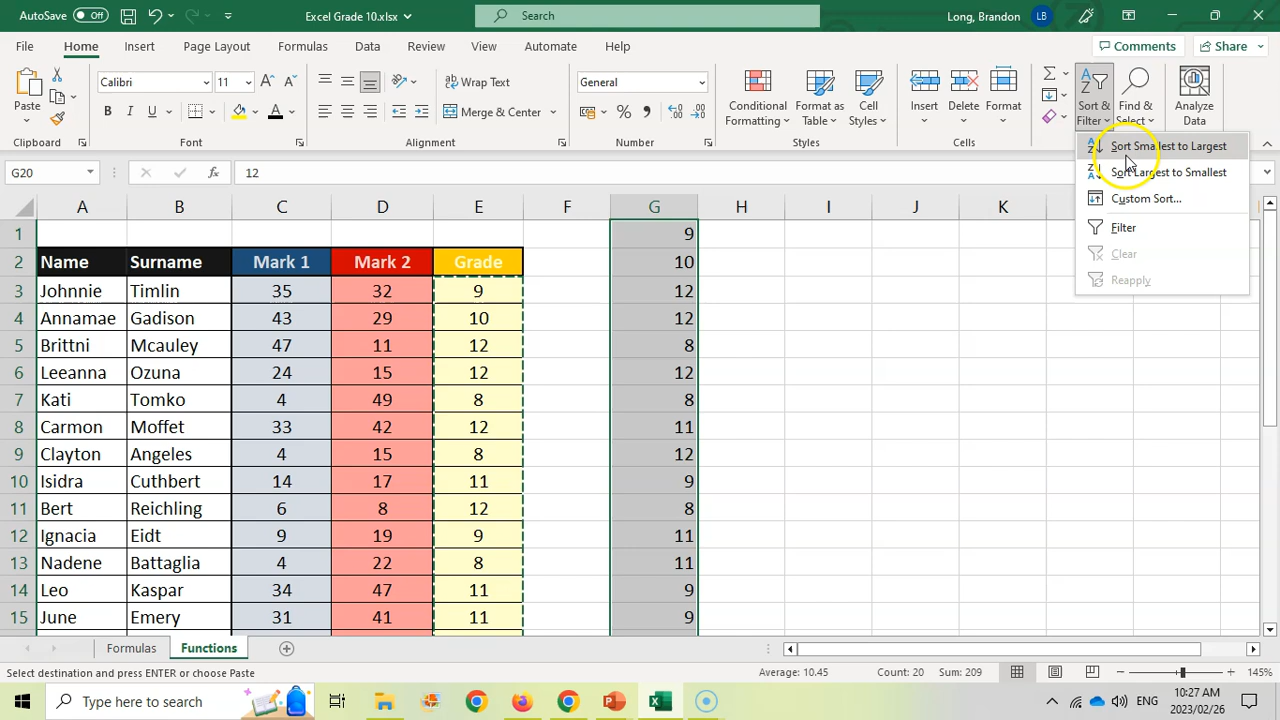 AutoSave Off Excel Grade 10.xlsx Search Long, Brandon LB
File Home Insert Page Layout Formulas Data Review View Automate Help Comments Share
Paste Calibri 11 Wrap Text General Conditional Formatting Format as Table Cell Styles Insert Delete Format Sort & Filter Find & Select Analyze Data
B I U Merge & Center
Clipboard Font Alignment Number Styles Cells
Sort Smallest to Largest
Sort Largest to Smallest
Custom Sort...
Filter
Clear
Reapply
G20 fx 12
A B C D E F G H I J K
1 9
2 Name Surname Mark 1 Mark 2 Grade 10
3 Johnnie Timlin 35 32 9 12
4 Annamae Gadison 43 29 10 12
5 Brittni Mcauley 47 11 12 8
6 Leeanna Ozuna 24 15 12 12
7 Kati Tomko 4 49 8 8
8 Carmon Moffet 33 42 12 11
9 Clayton Angeles 4 15 8 12
10 Isidra Cuthbert 14 17 11 9
11 Bert Reichling 6 8 12 8
12 Ignacia Eidt 9 19 9 11
13 Nadene Battaglia 4 22 8 11
14 Leo Kaspar 34 47 11 9
15 June Emery 31 41 11 9
Formulas Functions
Select destination and press ENTER or choose Paste Average: 10.45 Count: 20 Sum: 209 145%
Type here to search ENG 10:27 AM
2023/02/26